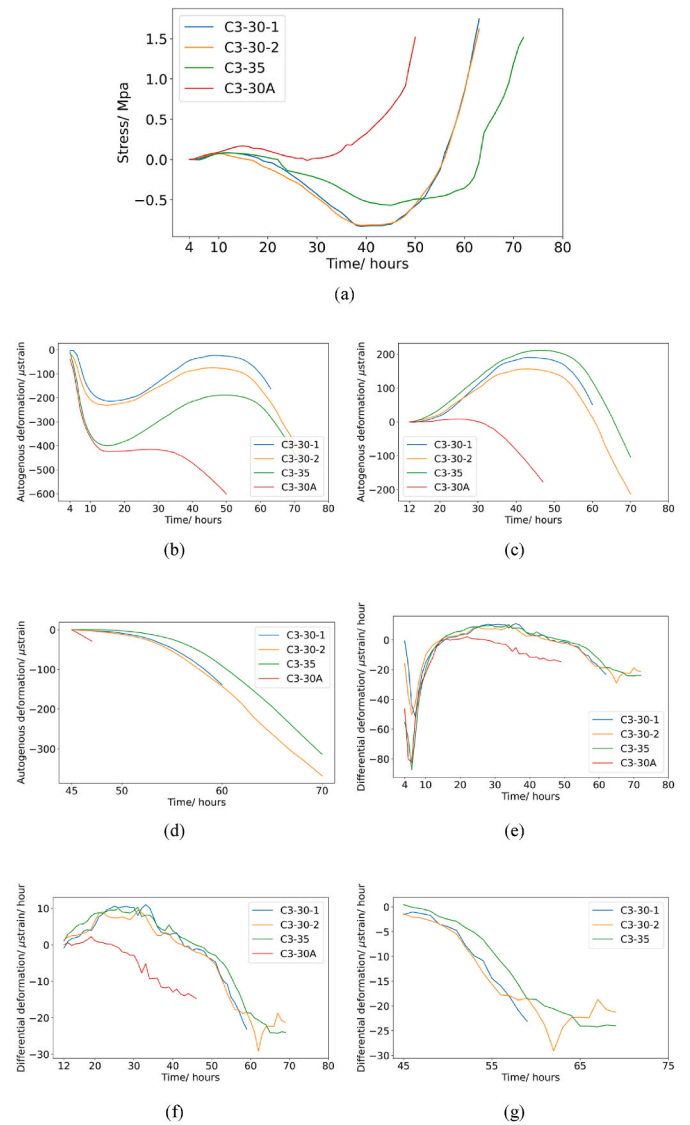 C3-30-1
C3-30-2
C3-35
C3-30A
1.5
1.0
0.5
0.0
−0.5
Stress/ Mpa
4 10 20 30 40 50 60 70 80
Time/ hours
(a)
0
−100
−200
−300
−400
−500
−600
Autogenous deformation/ μstrain
C3-30-1
C3-30-2
C3-35
C3-30A
4 10 20 30 40 50 60 70 80
Time/ hours
(b)
200
100
0
−100
−200
Autogenous deformation/ μstrain
C3-30-1
C3-30-2
C3-35
C3-30A
12 20 30 40 50 60 70 80
Time/ hours
(c)
0
−100
−200
−300
Autogenous deformation/ μstrain
C3-30-1
C3-30-2
C3-35
C3-30A
45 50 60 70
Time/ hours
(d)
0
−20
−40
−60
−80
Differential deformation/ μstrain/ hour
C3-30-1
C3-30-2
C3-35
C3-30A
4 10 20 30 40 50 60 70 80
Time/ hours
(e)
10
0
−10
−20
−30
Differential deformation/ μstrain/ hour
C3-30-1
C3-30-2
C3-35
C3-30A
12 20 30 40 50 60 70 80
Time/ hours
(f)
0
−5
−10
−15
−20
−25
−30
Differential deformation/ μstrain/ hour
C3-30-1
C3-30-2
C3-35
45 55 65 75
Time/ hours
(g)